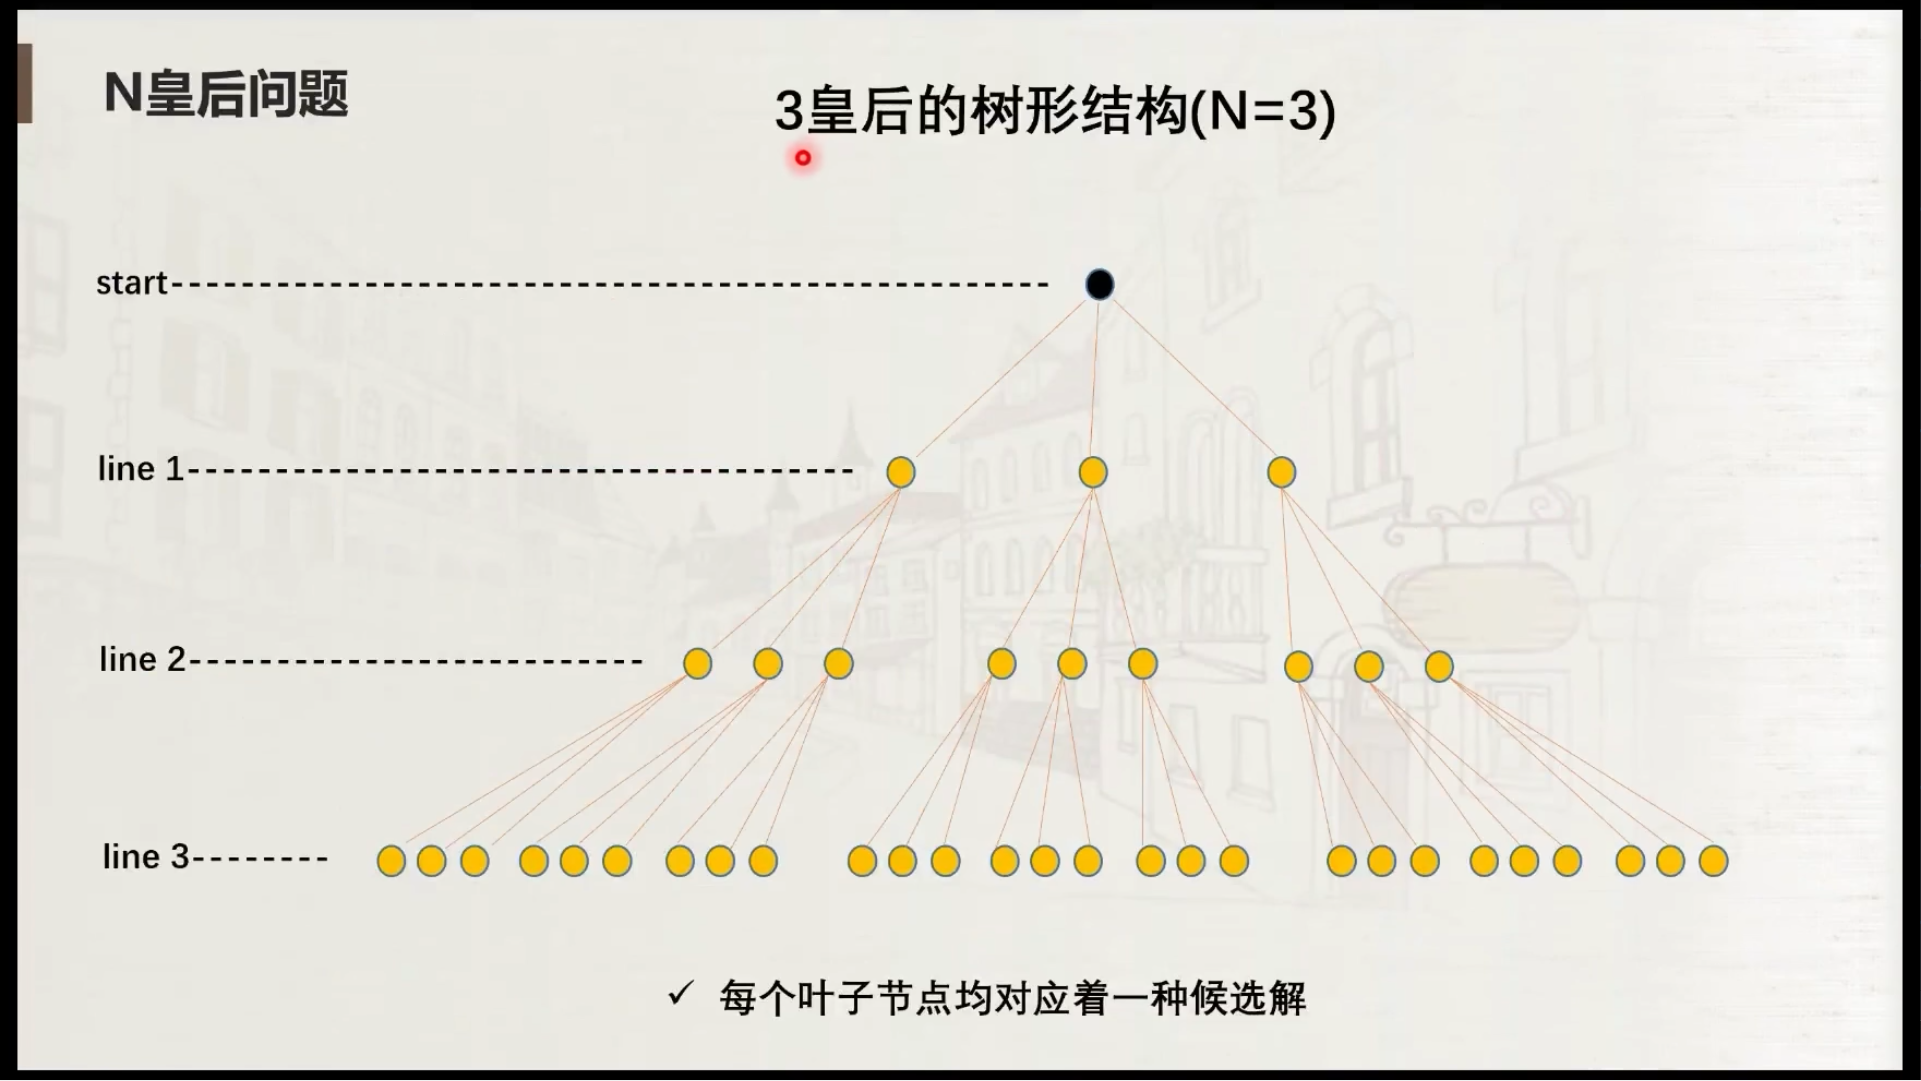 N皇后问题
3皇后的树形结构(N=3)
start
line 1
line 2
line 3
✓ 每个叶子节点均对应着一种候选解